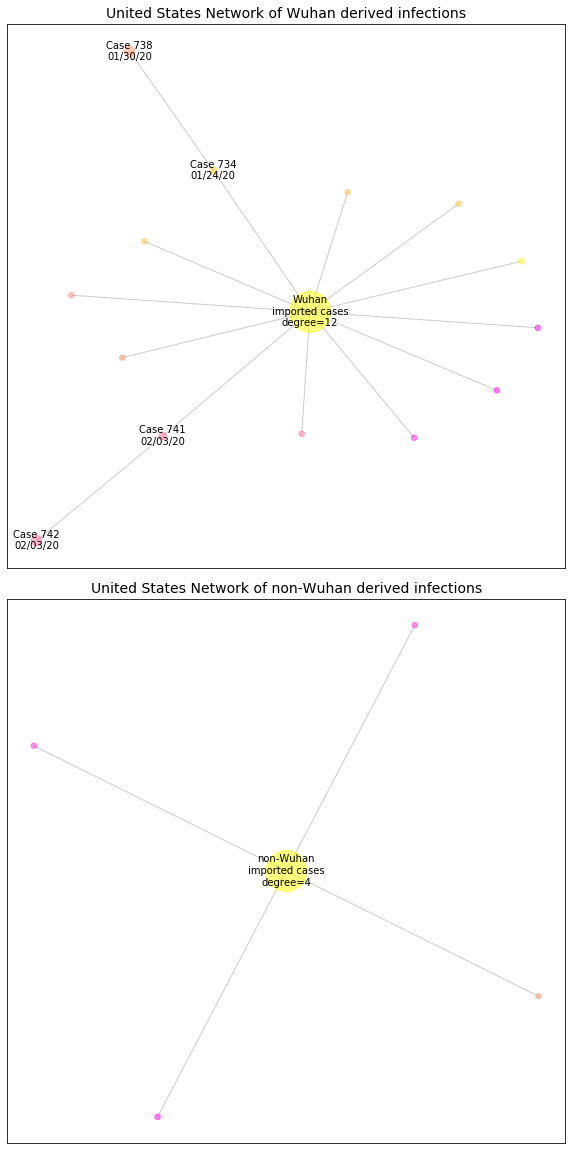 United States Network of Wuhan derived infections
Case 738
01/30/20
Case 734
01/24/20
Wuhan
imported cases
degree=12
Case 741
02/03/20
Case 742
02/03/20
United States Network of non-Wuhan derived infections
non-Wuhan
imported cases
degree=4